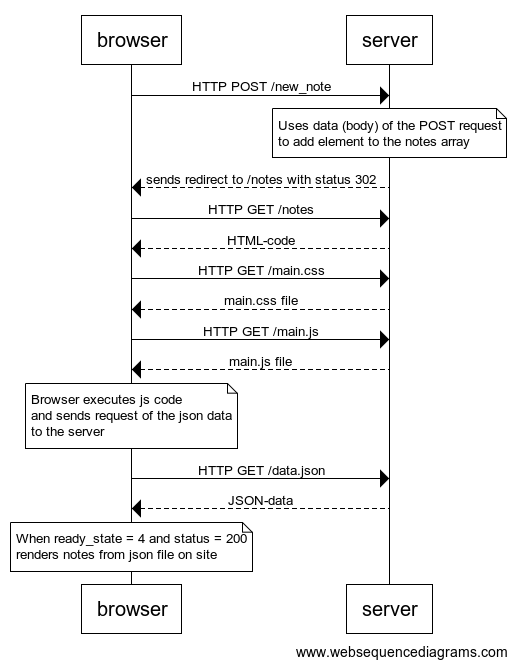 browser
server
HTTP POST /new_note
Uses data (body) of the POST request
to add element to the notes array
sends redirect to /notes with status 302
HTTP GET /notes
HTML-code
HTTP GET /main.css
main.css file
HTTP GET /main.js
main.js file
Browser executes js code
and sends request of the json data
to the server
HTTP GET /data.json
JSON-data
When ready_state = 4 and status = 200
renders notes from json file on site
browser
server
www.websequencediagrams.com